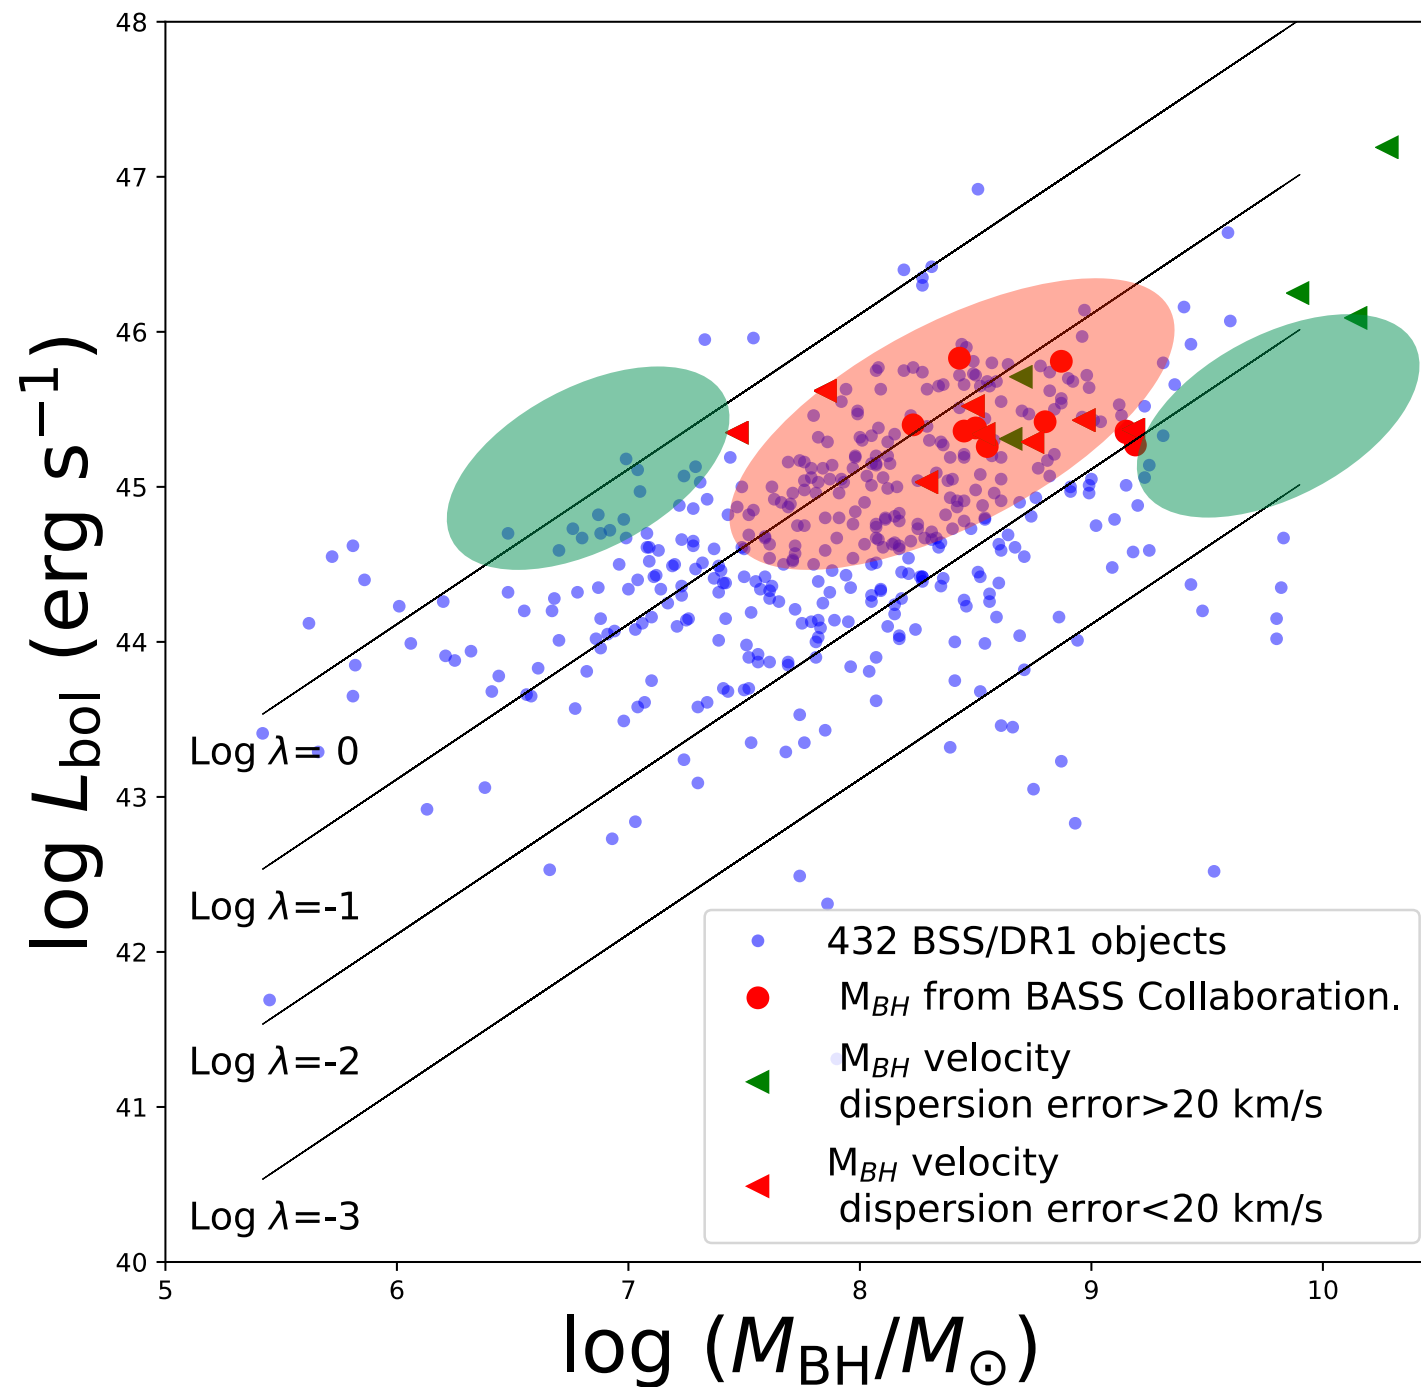 48
47
46
45
44
43
42
41
40
log L_bol (erg s⁻¹)
Log λ= 0
Log λ=-1
Log λ=-2
Log λ=-3
432 BSS/DR1 objects
M_BH from BASS Collaboration.
M_BH velocity
dispersion error>20 km/s
M_BH velocity
dispersion error<20 km/s
5 6 7 8 9 10
log (M_BH/M_⊙)